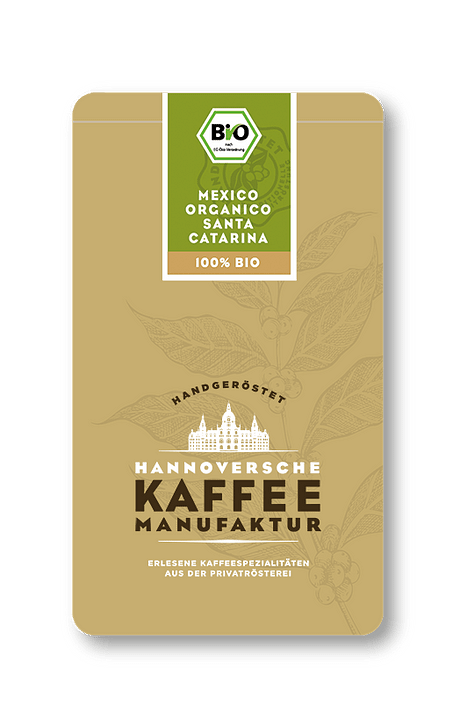 BiO
nach
EG-Öko-Verordnung
MEXICO
ORGANICO
SANTA
CATARINA
100% BIO
HANDGERÖSTET
HANNOVERSCHE
KAFFEE
MANUFAKTUR
ERLESENE KAFFEESPEZIALITÄTEN
AUS DER PRIVATRÖSTEREI